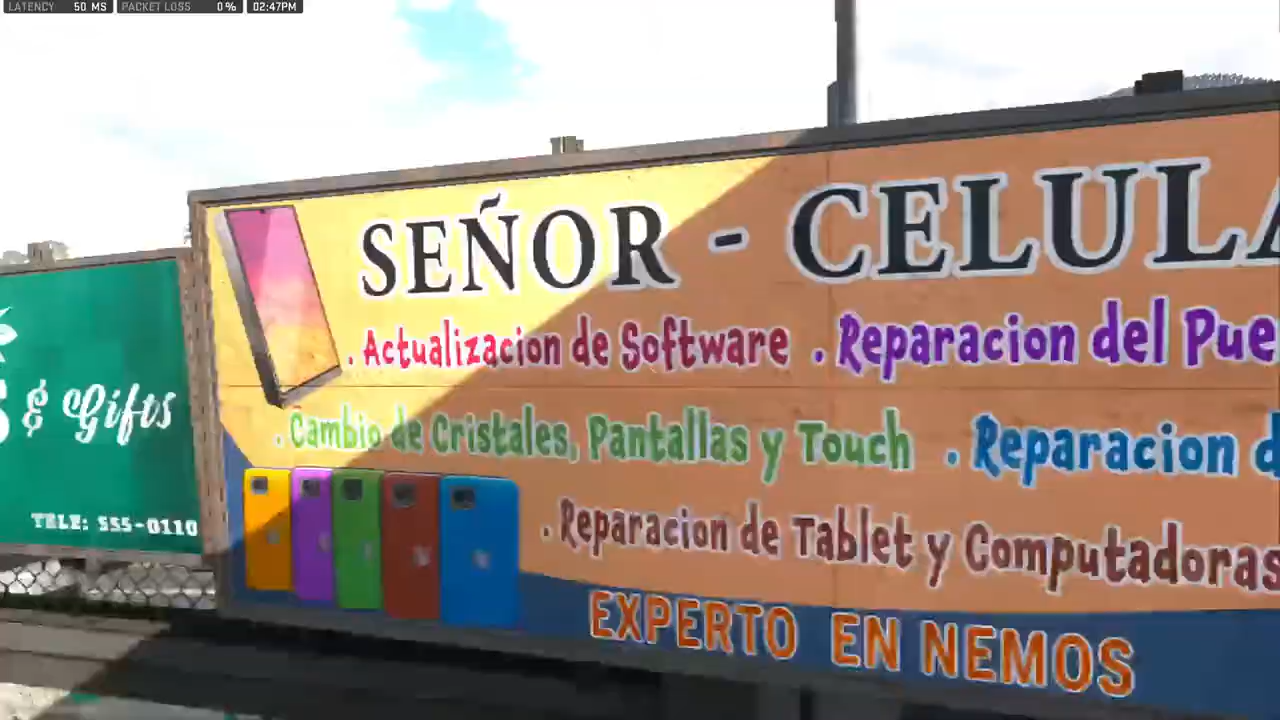 LATENCY 50 MS PACKET LOSS 0 % 02:47PM
SEÑOR - CELULA
. Actualizacion de Software . Reparacion del Pue
. Cambio de Cristales, Pantallas y Touch . Reparacion d
. Reparacion de Tablet y Computadoras
EXPERTO EN NEMOS
& Gifts
TELE: 555-0110